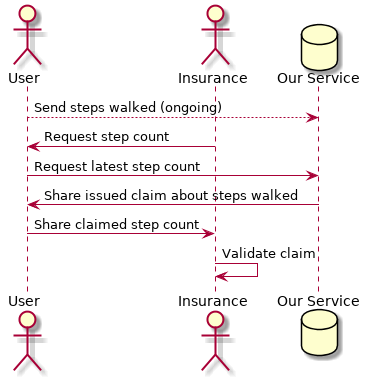 User Insurance Our Service
Send steps walked (ongoing)
Request step count
Request latest step count
Share issued claim about steps walked
Share claimed step count
Validate claim
User Insurance Our Service